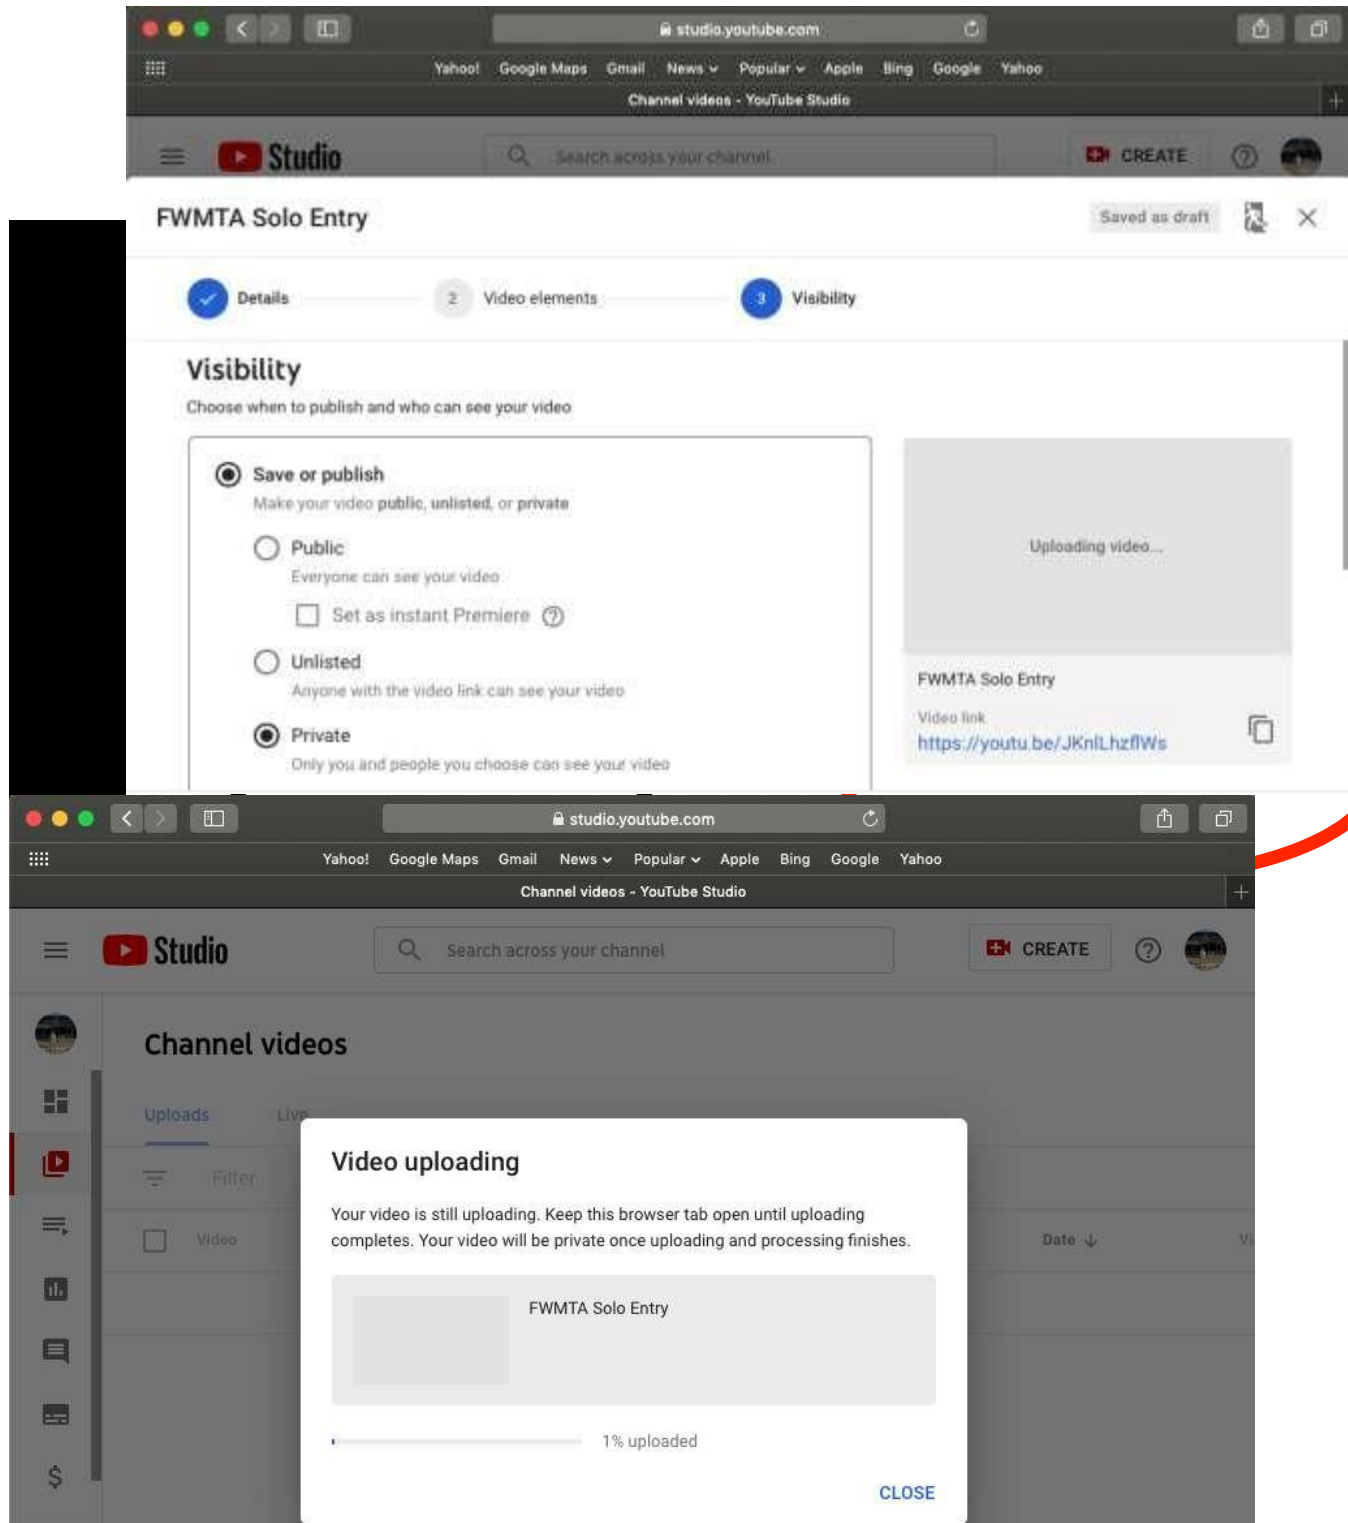 studio.youtube.com
Yahoo! Google Maps Gmail News Popular Apple Bing Google Yahoo
Channel videos - YouTube Studio
+
Studio
Search across your channel
CREATE
FWMTA Solo Entry
Saved as draft
Details
2 Video elements
3 Visibility
Visibility
Choose when to publish and who can see your video
Save or publish
Make your video public, unlisted, or private
Public
Everyone can see your video
Set as instant Premiere
Unlisted
Anyone with the video link can see your video
Private
Only you and people you choose can see your video
Uploading video...
FWMTA Solo Entry
Video link
https://youtu.be/JKnlLhzflWs
studio.youtube.com
Yahoo! Google Maps Gmail News Popular Apple Bing Google Yahoo
Channel videos - YouTube Studio
+
Studio
Search across your channel
CREATE
Channel videos
Uploads Live
Filter
Video
Date
Vi
Video uploading
Your video is still uploading. Keep this browser tab open until uploading
completes. Your video will be private once uploading and processing finishes.
FWMTA Solo Entry
1% uploaded
CLOSE